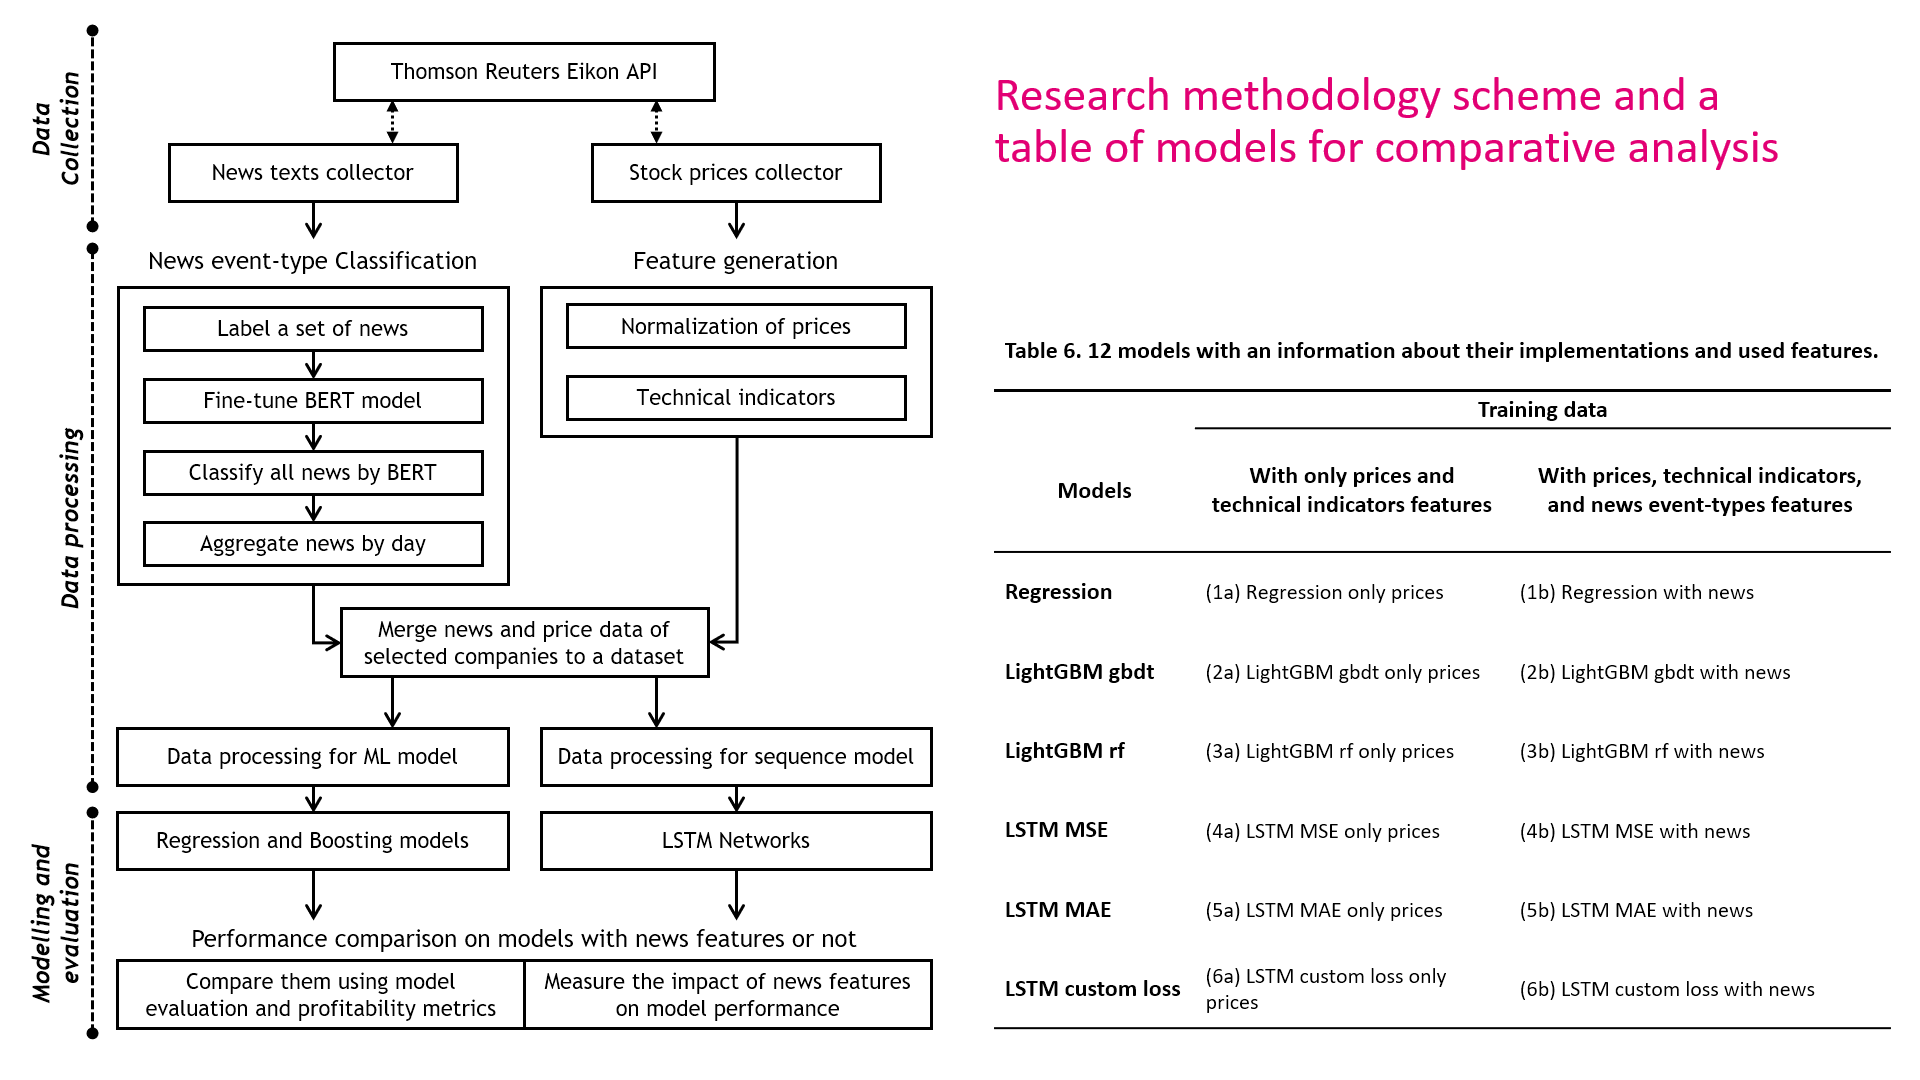 Data
Collection
Thomson Reuters Eikon API
News texts collector
Stock prices collector
Data processing
News event-type Classification
Label a set of news
Fine-tune BERT model
Classify all news by BERT
Aggregate news by day
Feature generation
Normalization of prices
Technical indicators
Merge news and price data of
selected companies to a dataset
Data processing for ML model
Data processing for sequence model
Modelling and
evaluation
Regression and Boosting models
LSTM Networks
Performance comparison on models with news features or not
Compare them using model
evaluation and profitability metrics
Measure the impact of news features
on model performance
Research methodology scheme and a
table of models for comparative analysis
Table 6. 12 models with an information about their implementations and used features.
Training data
Models
With only prices and
technical indicators features
With prices, technical indicators,
and news event-types features
Regression
(1a) Regression only prices
(1b) Regression with news
LightGBM gbdt
(2a) LightGBM gbdt only prices
(2b) LightGBM gbdt with news
LightGBM rf
(3a) LightGBM rf only prices
(3b) LightGBM rf with news
LSTM MSE
(4a) LSTM MSE only prices
(4b) LSTM MSE with news
LSTM MAE
(5a) LSTM MAE only prices
(5b) LSTM MAE with news
LSTM custom loss
(6a) LSTM custom loss only
prices
(6b) LSTM custom loss with news